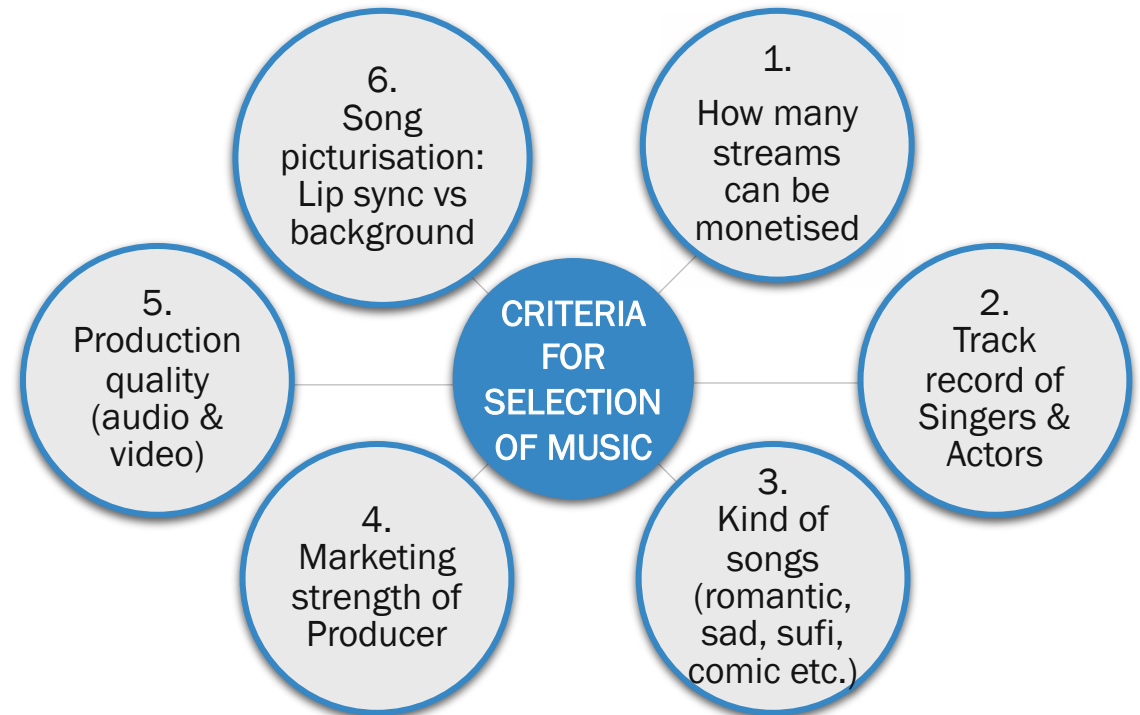 CRITERIA
FOR
SELECTION
OF MUSIC
1.
How many
streams
can be
monetised
2.
Track
record of
Singers &
Actors
3.
Kind of
songs
(romantic,
sad, sufi,
comic etc.)
4.
Marketing
strength of
Producer
5.
Production
quality
(audio &
video)
6.
Song
picturisation:
Lip sync vs
background